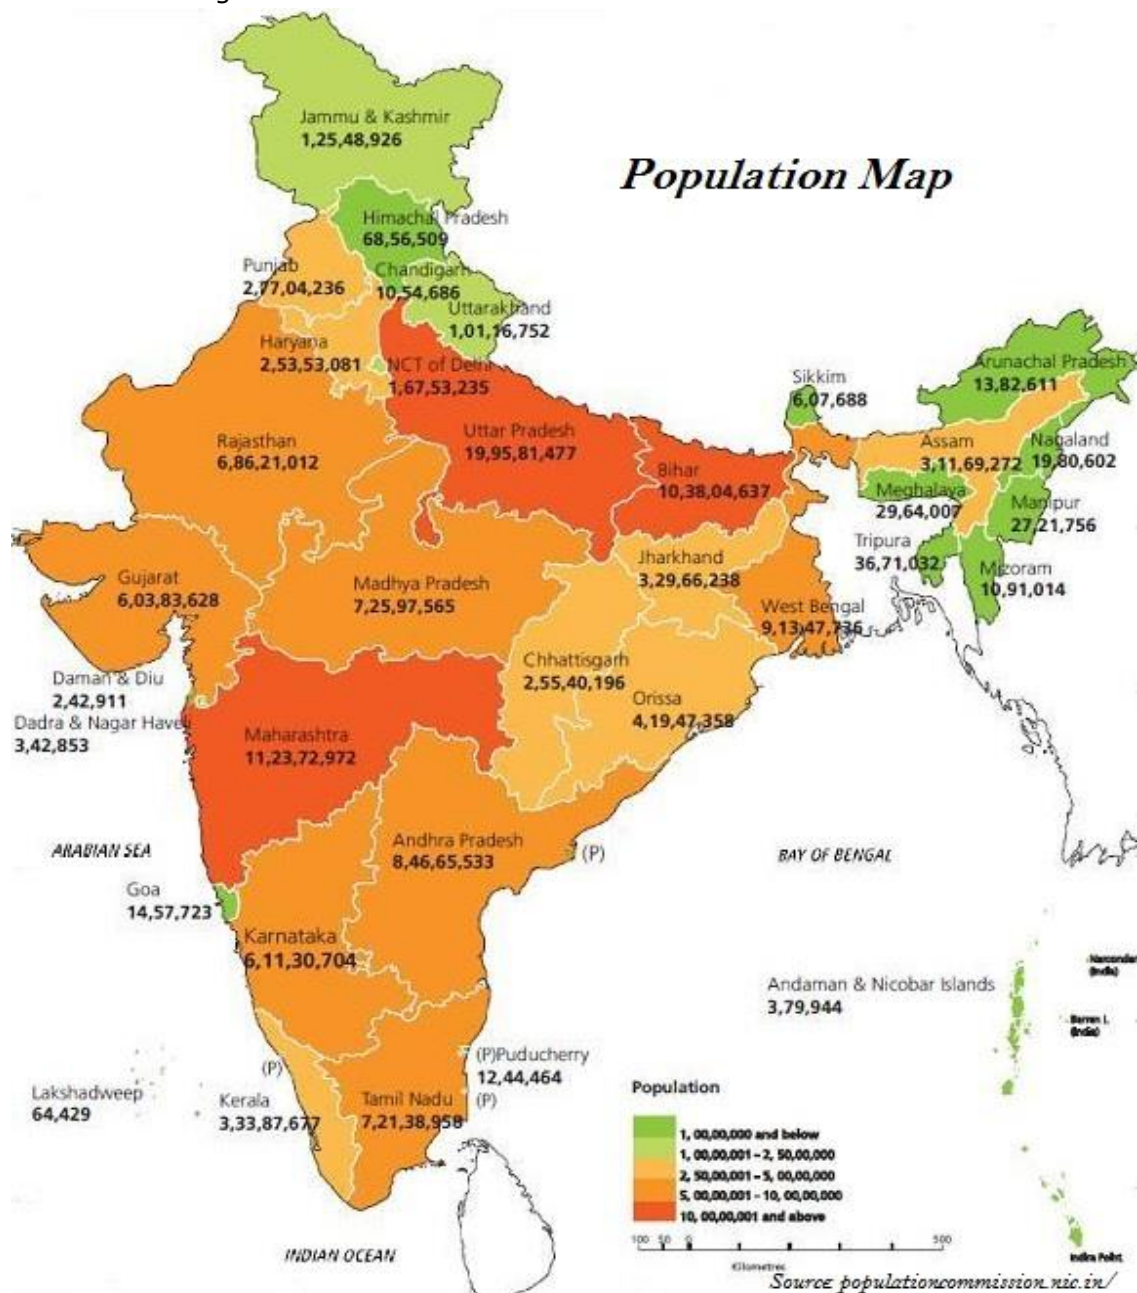 Jammu & Kashmir
1,25,48,926
Population Map
Himachal Pradesh
68,56,509
Punjab
2,77,04,236
Chandigarh
10,54,686
Uttarakhand
1,01,16,752
Haryana
2,53,53,081
NCT of Delhi
1,67,53,235
Sikkim
6,07,688
Arunachal Pradesh
13,82,611
Rajasthan
6,86,21,012
Uttar Pradesh
19,95,81,477
Bihar
10,38,04,637
Assam
3,11,69,272
Nagaland
19,80,602
Meghalaya
29,64,007
Manipur
27,21,756
Tripura
36,71,032
Mizoram
10,91,014
Gujarat
6,03,83,628
Madhya Pradesh
7,25,97,565
Jharkhand
3,29,66,238
West Bengal
9,13,47,736
Daman & Diu
2,42,911
Dadra & Nagar Haveli
3,42,853
Chhattisgarh
2,55,40,196
Orissa
4,19,47,358
Maharashtra
11,23,72,972
ARABIAN SEA
Andhra Pradesh
8,46,65,533
(P)
BAY OF BENGAL
Goa
14,57,723
Karnataka
6,11,30,704
Andaman & Nicobar Islands
3,79,944
Narcondam
(India)
Barren I.
(India)
(P)
(P)Puducherry
12,44,464
(P)
Lakshadweep
64,429
Kerala
3,33,87,677
Tamil Nadu
7,21,38,958
Population
1, 00,00,000 and below
1, 00,00,001 - 2, 50,00,000
2, 50,00,001 - 5, 00,00,000
5, 00,00,001 - 10, 00,00,000
10, 00,00,001 and above
100 50 0 500
Kilometres
INDIAN OCEAN
Indira Point
Source populationcommission.nic.in/